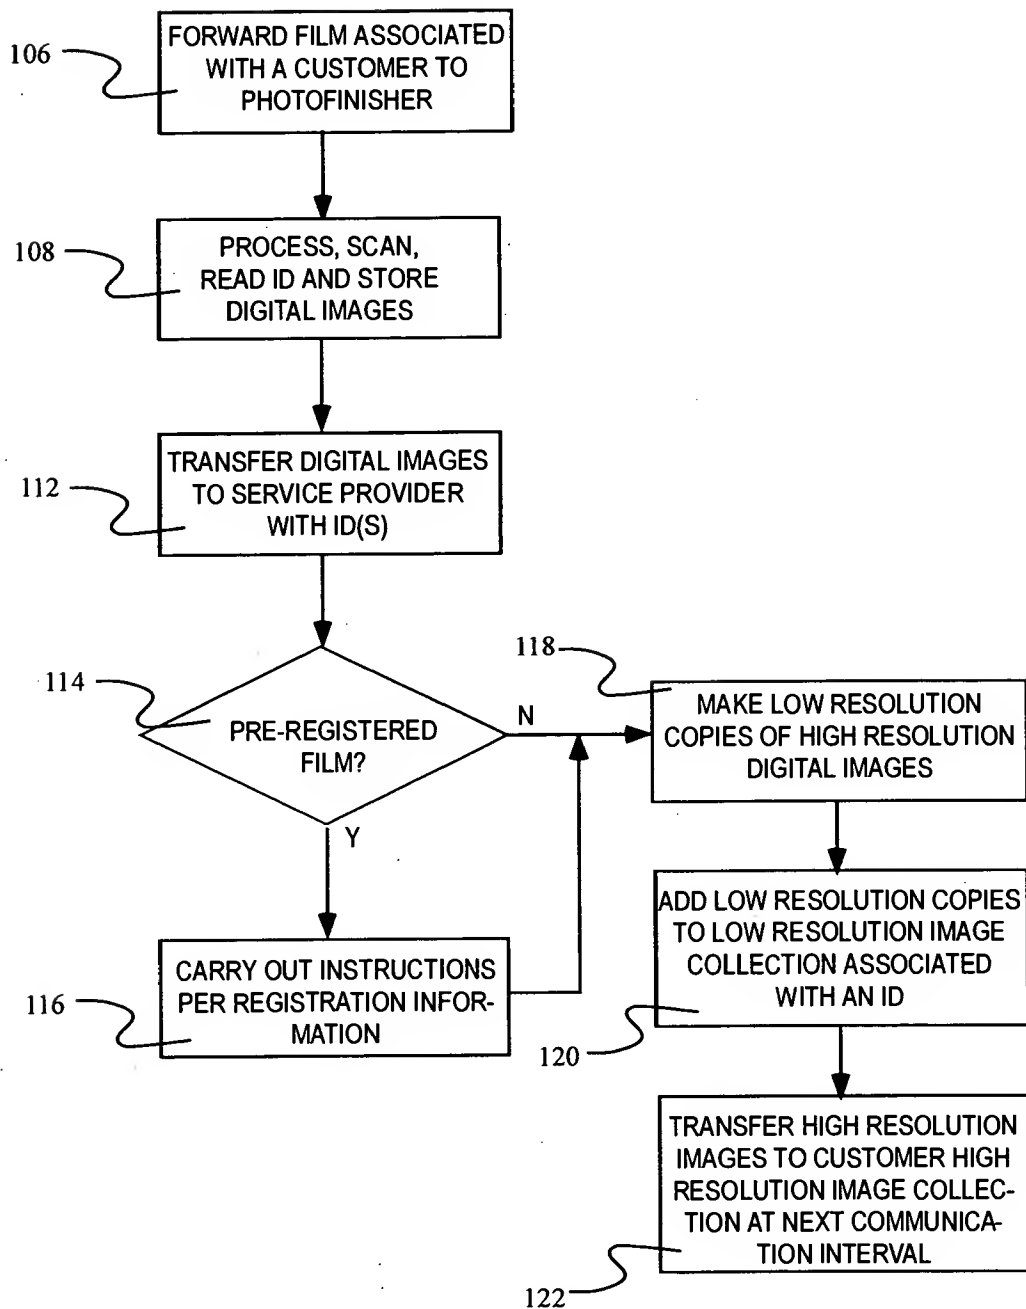 106
FORWARD FILM ASSOCIATED
WITH A CUSTOMER TO
PHOTOFINISHER
108
PROCESS, SCAN,
READ ID AND STORE
DIGITAL IMAGES
112
TRANSFER DIGITAL IMAGES
TO SERVICE PROVIDER
WITH ID(S)
114
PRE-REGISTERED
FILM?
N
Y
116
CARRY OUT INSTRUCTIONS
PER REGISTRATION INFOR-
MATION
118
MAKE LOW RESOLUTION
COPIES OF HIGH RESOLUTION
DIGITAL IMAGES
ADD LOW RESOLUTION COPIES
TO LOW RESOLUTION IMAGE
COLLECTION ASSOCIATED
WITH AN ID
120
TRANSFER HIGH RESOLUTION
IMAGES TO CUSTOMER HIGH
RESOLUTION IMAGE COLLEC-
TION AT NEXT COMMUNICA-
TION INTERVAL
122